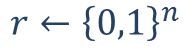 r ← {0,1}ⁿ